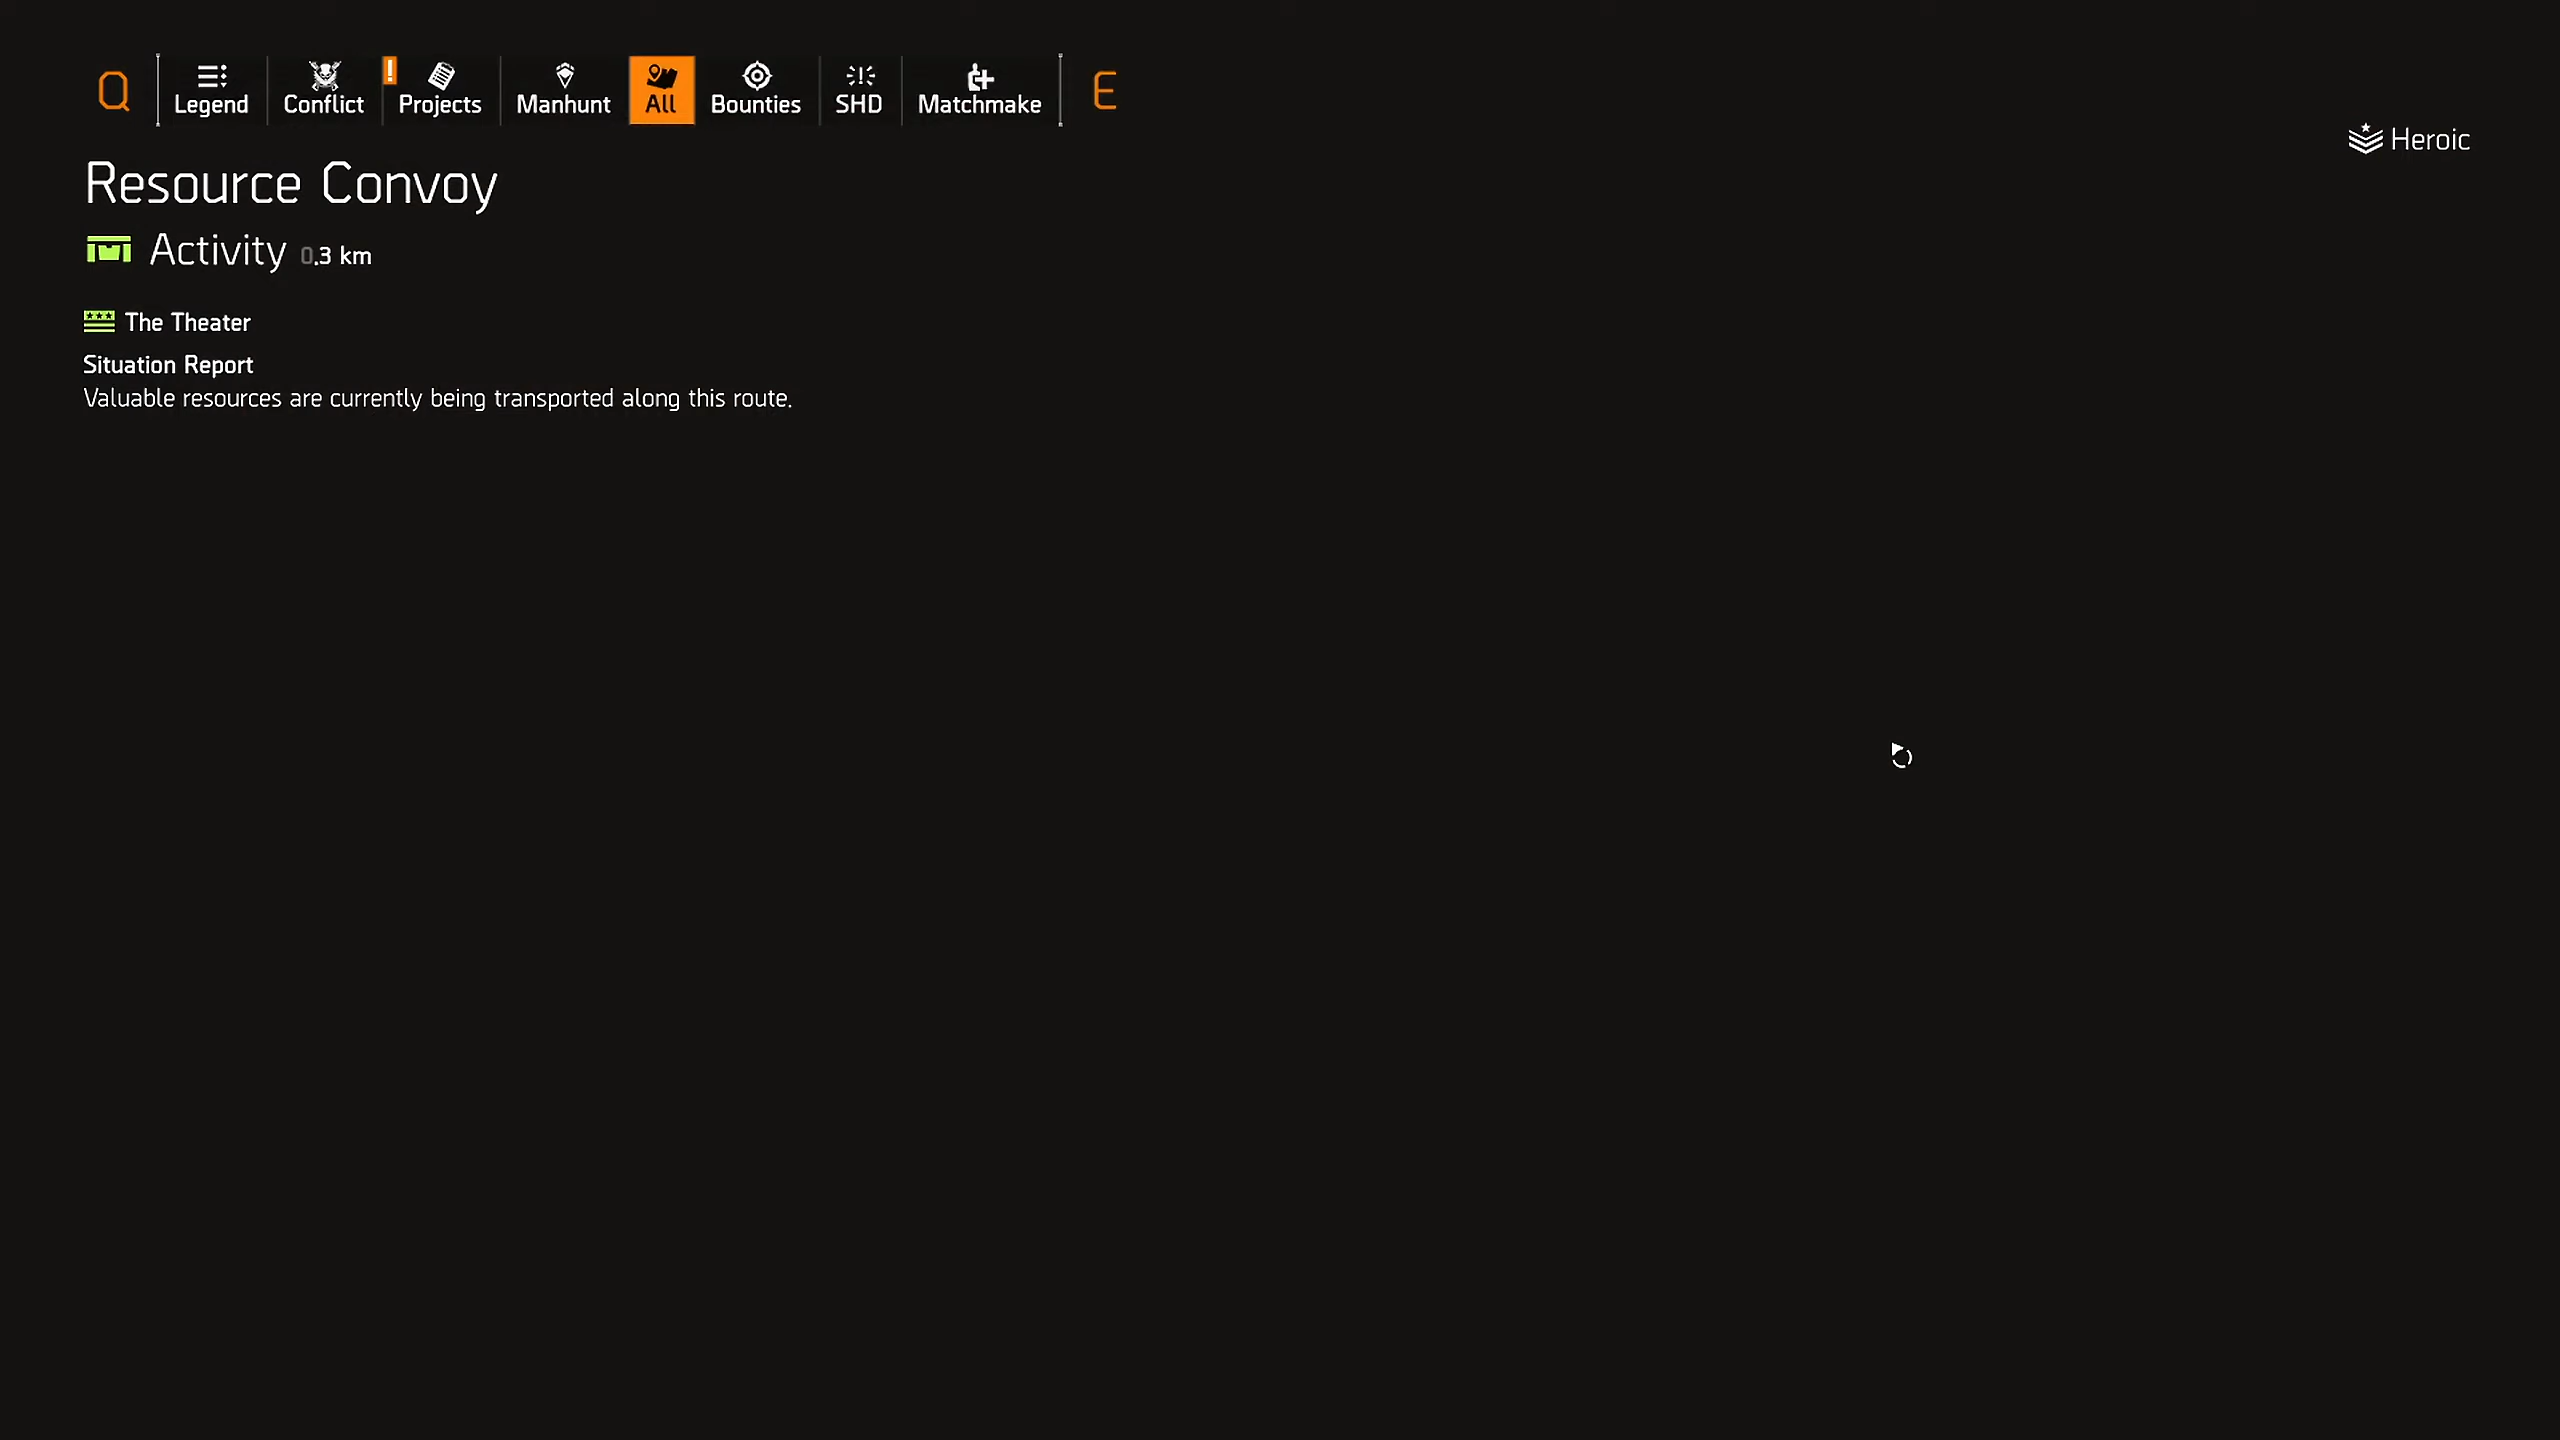 Q Legend Conflict ! Projects Manhunt All Bounties SHD Matchmake E
Heroic
Resource Convoy
Activity 0.3 km
The Theater
Situation Report
Valuable resources are currently being transported along this route.